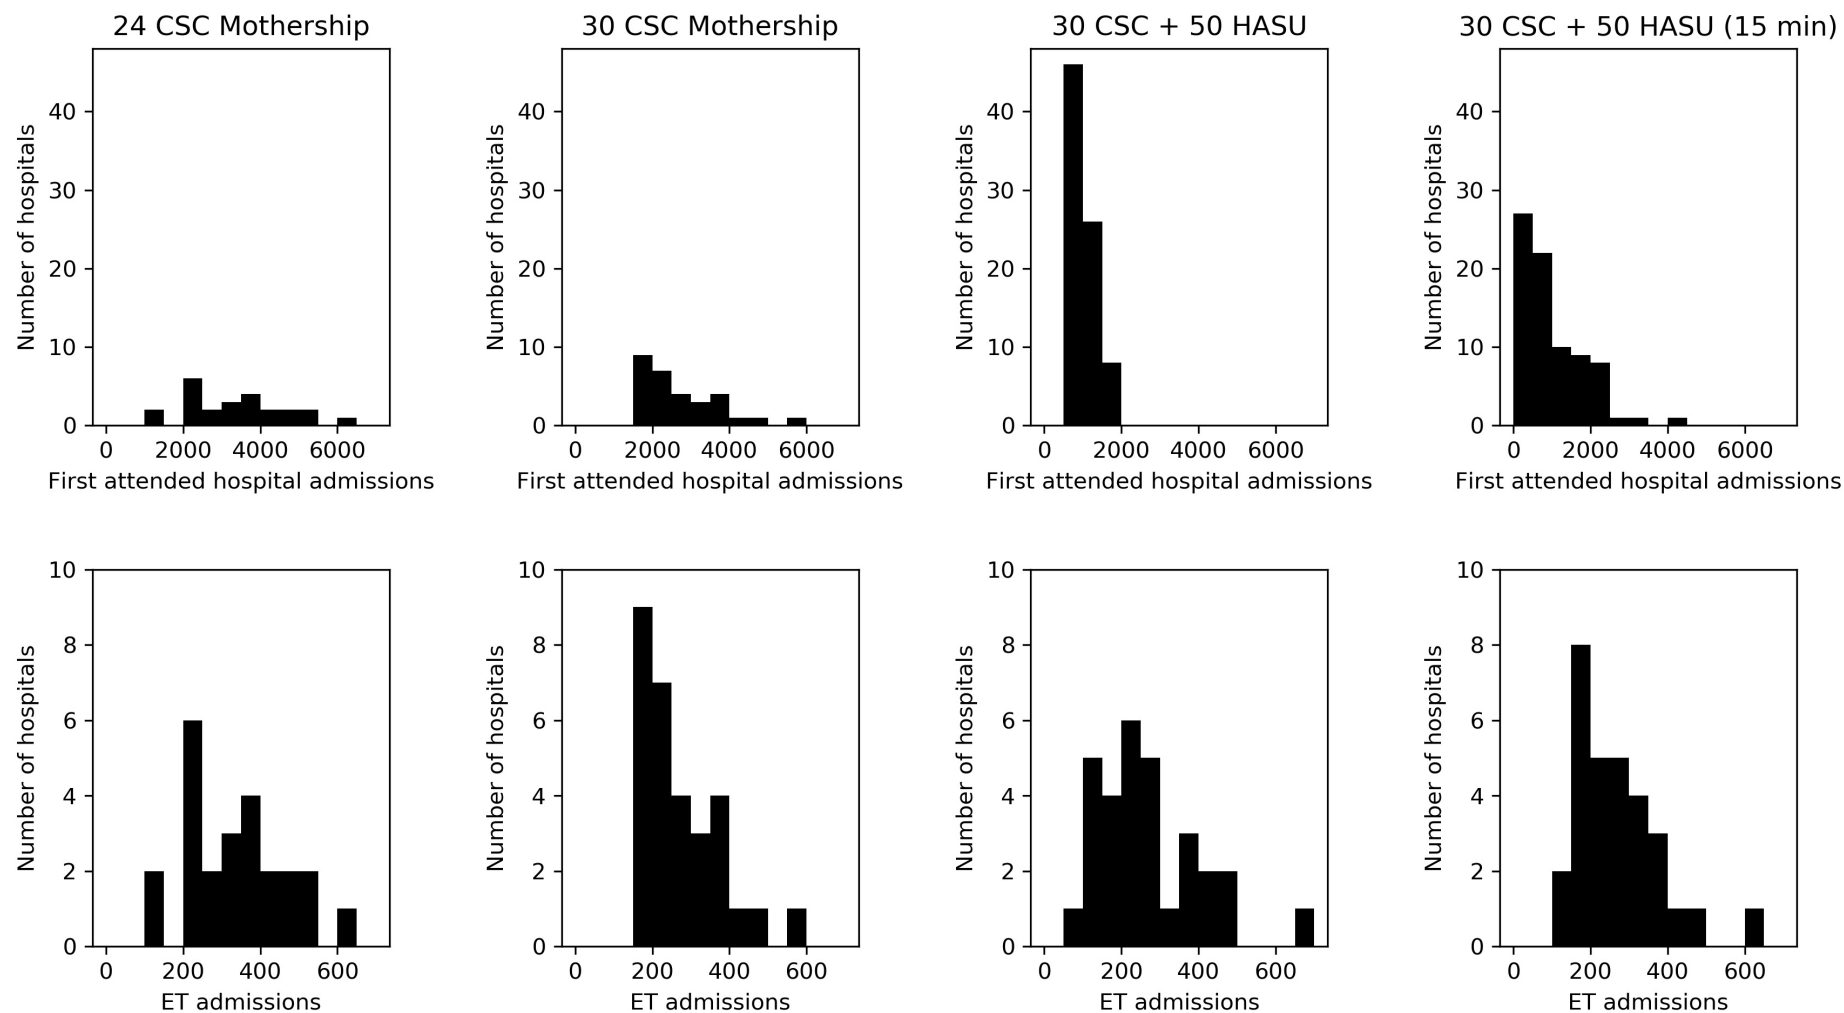 24 CSC Mothership
30 CSC Mothership
30 CSC + 50 HASU
30 CSC + 50 HASU (15 min)
Number of hospitals
40
30
20
10
0
0 2000 4000 6000
First attended hospital admissions
Number of hospitals
40
30
20
10
0
0 2000 4000 6000
First attended hospital admissions
Number of hospitals
40
30
20
10
0
0 2000 4000 6000
First attended hospital admissions
Number of hospitals
40
30
20
10
0
0 2000 4000 6000
First attended hospital admissions
Number of hospitals
10
8
6
4
2
0
0 200 400 600
ET admissions
Number of hospitals
10
8
6
4
2
0
0 200 400 600
ET admissions
Number of hospitals
10
8
6
4
2
0
0 200 400 600
ET admissions
Number of hospitals
10
8
6
4
2
0
0 200 400 600
ET admissions